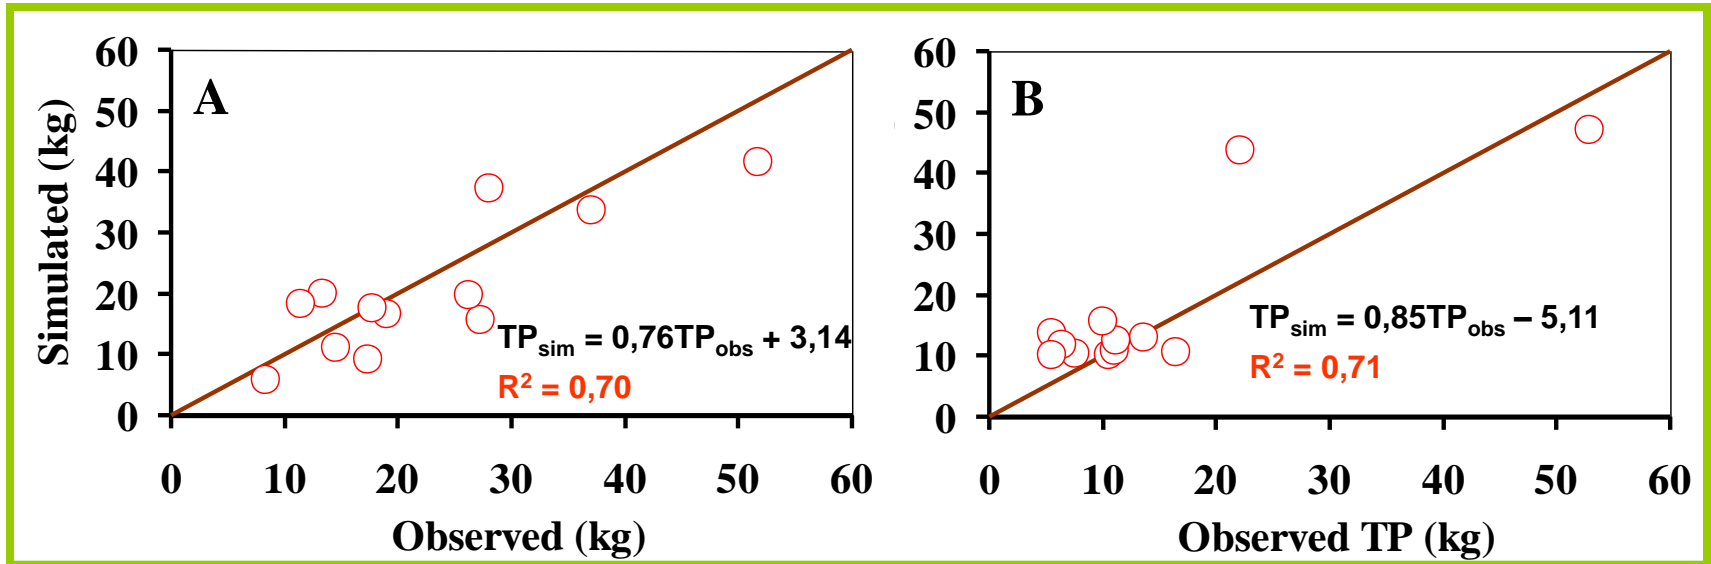 A
60
50
40
30
20
10
0
Simulated (kg)
TPsim = 0,76TPobs + 3,14
R² = 0,70
0 10 20 30 40 50 60
Observed (kg)
B
60
50
40
30
20
10
0
TPsim = 0,85TPobs – 5,11
R² = 0,71
0 10 20 30 40 50 60
Observed TP (kg)